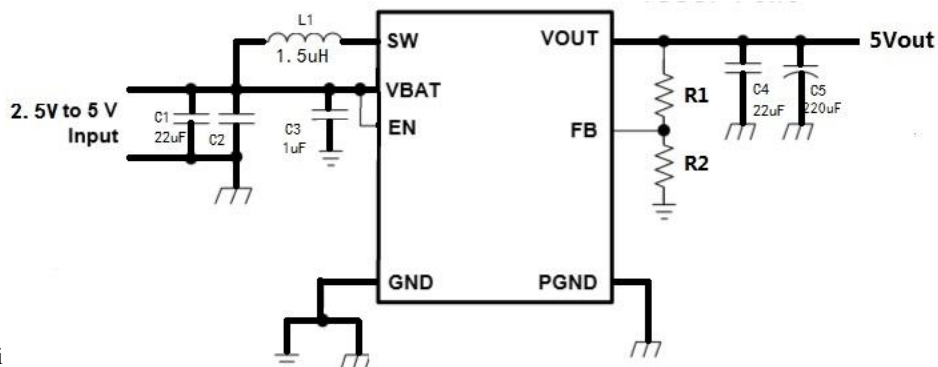 L1
1.5uH
SW
VOUT
5Vout
VBAT
2.5V to 5 V
Input
C1
22uF
C2
C3
1uF
EN
R1
C4
22uF
C5
220uF
FB
R2
GND
PGND
i